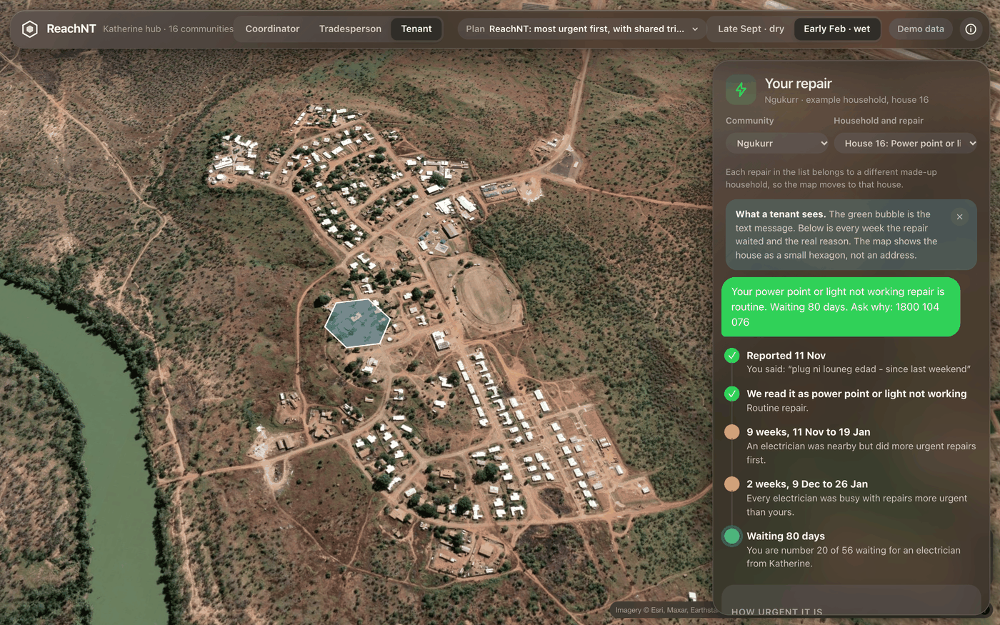 ReachNT Katherine hub · 16 communities Coordinator Tradesperson Tenant Plan ReachNT: most urgent first, with shared tri... Late Sept · dry Early Feb · wet Demo data
Your repair
Ngukurr · example household, house 16
Community Household and repair
Ngukurr House 16: Power point or li
Each repair in the list belongs to a different made-up
household, so the map moves to that house.
What a tenant sees. The green bubble is the
text message. Below is every week the repair
waited and the real reason. The map shows the
house as a small hexagon, not an address.
Your power point or light not working repair is
routine. Waiting 80 days. Ask why: 1800 104
076
Reported 11 Nov
You said: “plug ni louneg edad - since last weekend”
We read it as power point or light not working
Routine repair.
9 weeks, 11 Nov to 19 Jan
An electrician was nearby but did more urgent repairs
first.
2 weeks, 9 Dec to 26 Jan
Every electrician was busy with repairs more urgent
than yours.
Waiting 80 days
You are number 20 of 56 waiting for an electrician
from Katherine.
HOW URGENT IT IS
Imagery © Esri, Maxar, Earthsta